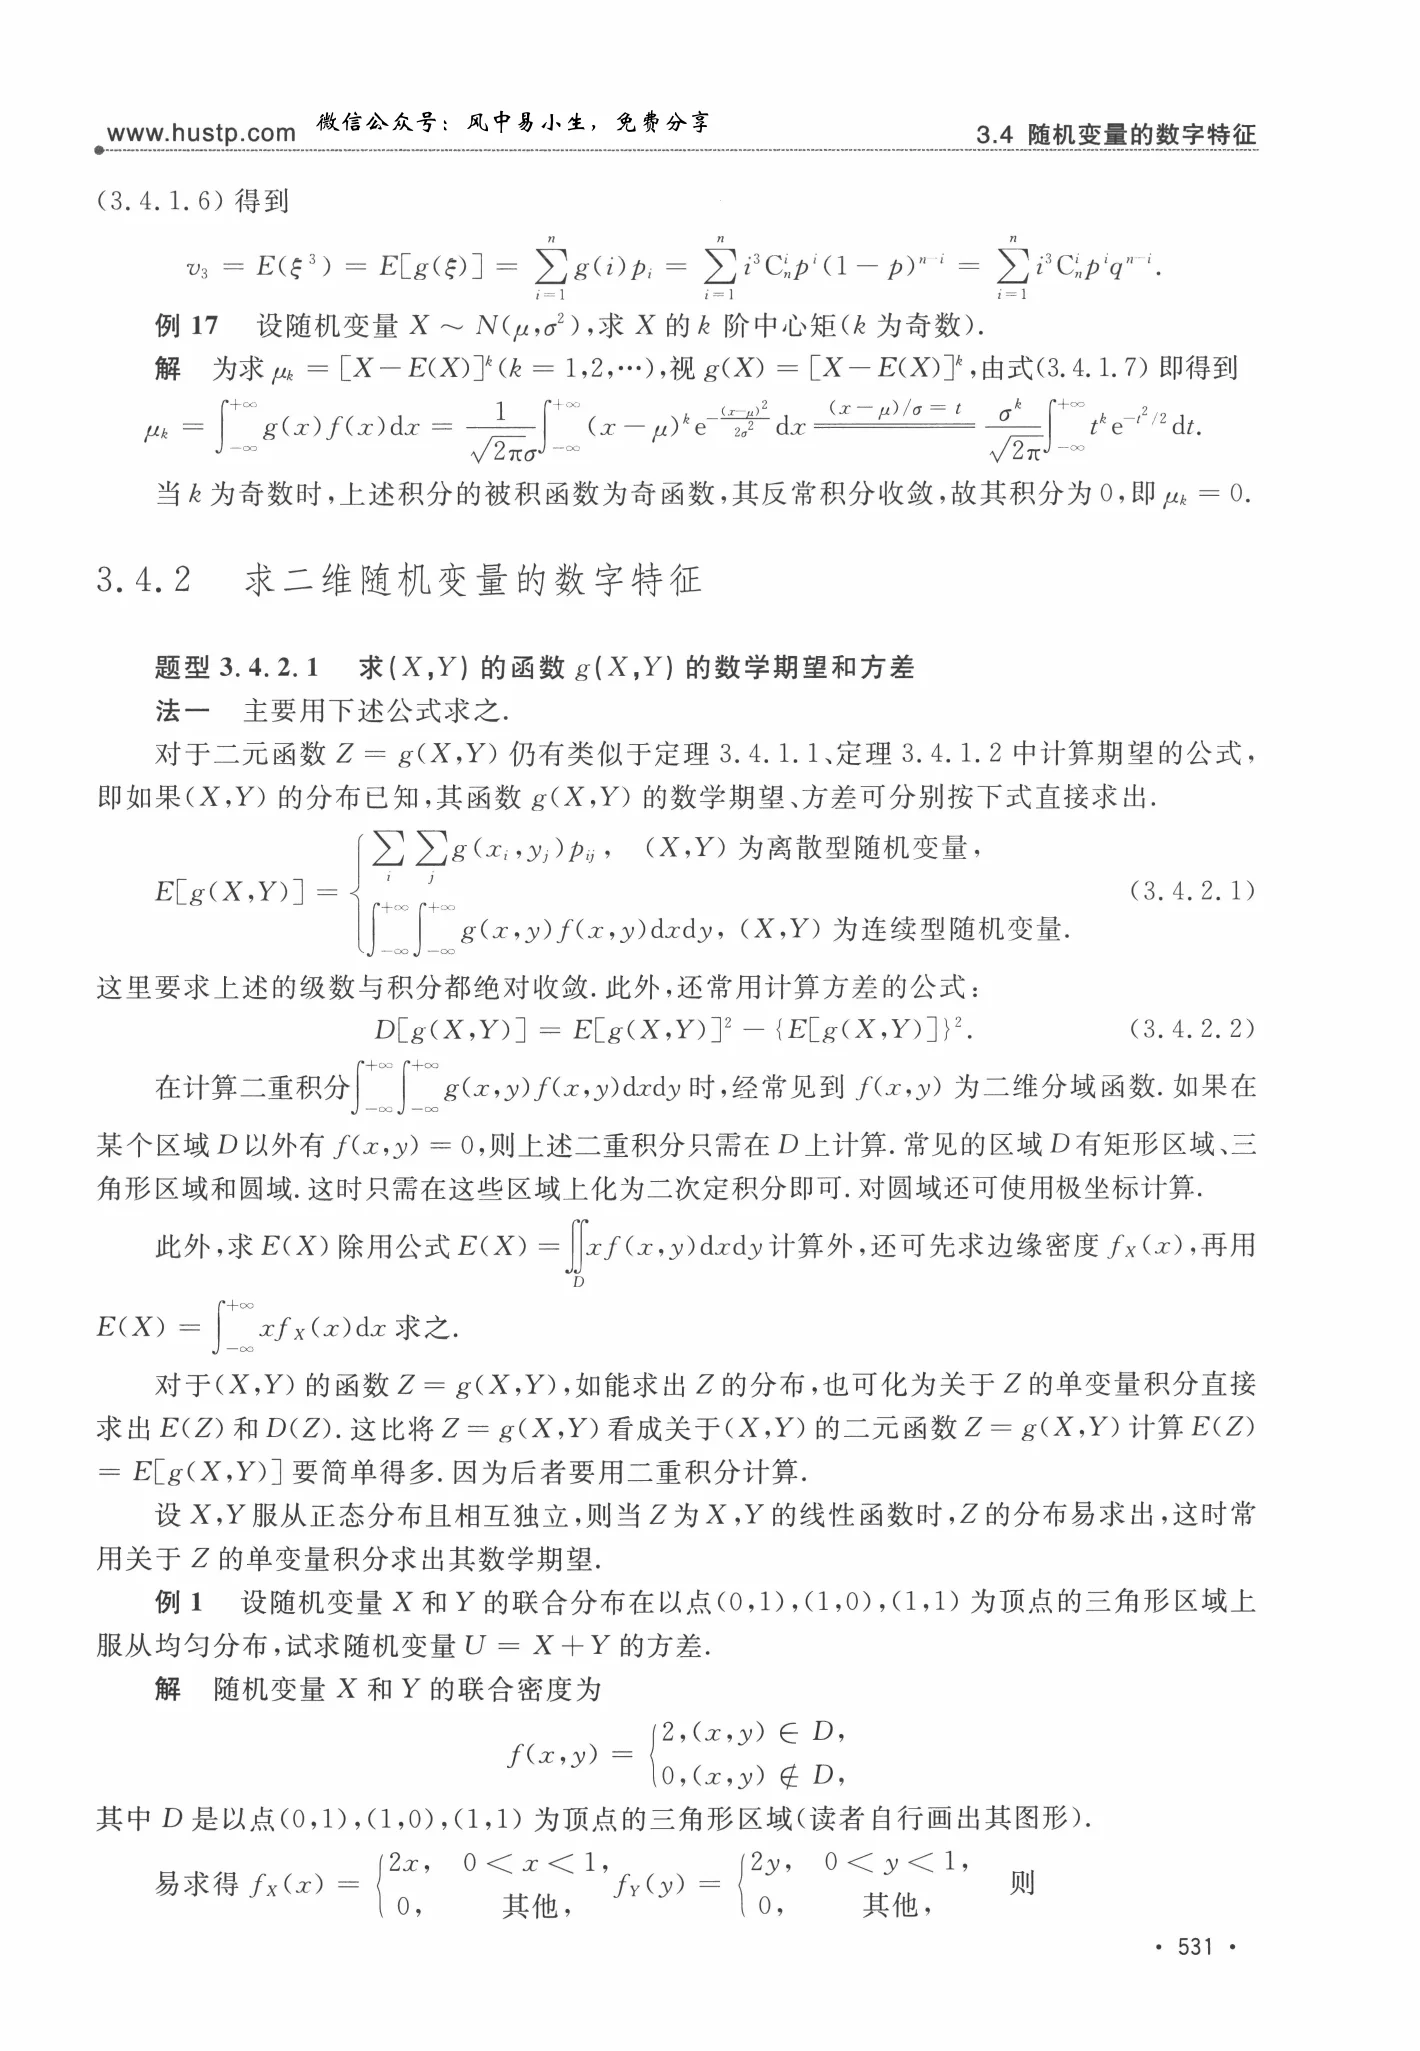 www.hustp.com 微信公众号：风中易小生，免费分享 3.4 随机变量的数字特征
(3.4.1.6) 得到
$v_3 = E(\xi^3) = E[g(\xi)] = \sum_{i=1}^{n} g(i)p_i = \sum_{i=1}^{n} i^3 C_n^i p^i (1-p)^{n-i} = \sum_{i=1}^{n} i^3 C_n^i p^i q^{n-i}.$
例 17 设随机变量 X ～ N(μ,σ²),求 X 的 k 阶中心矩(k 为奇数).
解 为求 $\mu_k = [X-E(X)]^k$(k = 1,2,…),视 $g(X) = [X-E(X)]^k$,由式(3.4.1.7) 即得到
$\mu_k = \int_{-\infty}^{+\infty} g(x)f(x)dx = \frac{1}{\sqrt{2\pi}\sigma}\int_{-\infty}^{+\infty} (x-\mu)^k e^{-\frac{(x-\mu)^2}{2\sigma^2}}dx \overset{(x-\mu)/\sigma = t}{=\!=\!=} \frac{\sigma^k}{\sqrt{2\pi}}\int_{-\infty}^{+\infty} t^k e^{-t^2/2}dt.$
当 k 为奇数时,上述积分的被积函数为奇函数,其反常积分收敛,故其积分为 0,即 $\mu_k = 0$.
3.4.2 求二维随机变量的数字特征
题型 3.4.2.1 求(X,Y) 的函数 g(X,Y) 的数学期望和方差
法一 主要用下述公式求之.
对于二元函数 Z = g(X,Y) 仍有类似于定理 3.4.1.1、定理 3.4.1.2 中计算期望的公式,
即如果(X,Y) 的分布已知,其函数 g(X,Y) 的数学期望、方差可分别按下式直接求出.
$E[g(X,Y)] = \begin{cases} \sum_i \sum_j g(x_i,y_j)p_{ij}, & (X,Y) 为离散型随机变量, \\ \int_{-\infty}^{+\infty}\int_{-\infty}^{+\infty} g(x,y)f(x,y)dxdy, & (X,Y) 为连续型随机变量. \end{cases}$ (3.4.2.1)
这里要求上述的级数与积分都绝对收敛. 此外,还常用计算方差的公式:
$D[g(X,Y)] = E[g(X,Y)]^2 - \{E[g(X,Y)]\}^2.$ (3.4.2.2)
在计算二重积分 $\int_{-\infty}^{+\infty}\int_{-\infty}^{+\infty} g(x,y)f(x,y)dxdy$ 时,经常见到 f(x,y) 为二维分域函数. 如果在
某个区域 D 以外有 f(x,y) = 0,则上述二重积分只需在 D 上计算. 常见的区域 D 有矩形区域、三
角形区域和圆域. 这时只需在这些区域上化为二次定积分即可. 对圆域还可使用极坐标计算.
此外,求 E(X) 除用公式 $E(X) = \iint_D xf(x,y)dxdy$ 计算外,还可先求边缘密度 $f_X(x)$,再用
$E(X) = \int_{-\infty}^{+\infty} xf_X(x)dx$ 求之.
对于(X,Y) 的函数 Z = g(X,Y),如能求出 Z 的分布,也可化为关于 Z 的单变量积分直接
求出 E(Z) 和 D(Z). 这比将 Z = g(X,Y) 看成关于(X,Y) 的二元函数 Z = g(X,Y) 计算 E(Z)
= E[g(X,Y)] 要简单得多. 因为后者要用二重积分计算.
设 X,Y 服从正态分布且相互独立,则当 Z 为 X,Y 的线性函数时,Z 的分布易求出,这时常
用关于 Z 的单变量积分求出其数学期望.
例 1 设随机变量 X 和 Y 的联合分布在以点(0,1),(1,0),(1,1) 为顶点的三角形区域上
服从均匀分布,试求随机变量 U = X+Y 的方差.
解 随机变量 X 和 Y 的联合密度为
$f(x,y) = \begin{cases} 2,(x,y) \in D, \\ 0,(x,y) \notin D, \end{cases}$
其中 D 是以点(0,1),(1,0),(1,1) 为顶点的三角形区域(读者自行画出其图形).
易求得 $f_X(x) = \begin{cases} 2x, & 0 < x < 1, \\ 0, & 其他, \end{cases}$ $f_Y(y) = \begin{cases} 2y, & 0 < y < 1, \\ 0, & 其他, \end{cases}$ 则
· 531 ·